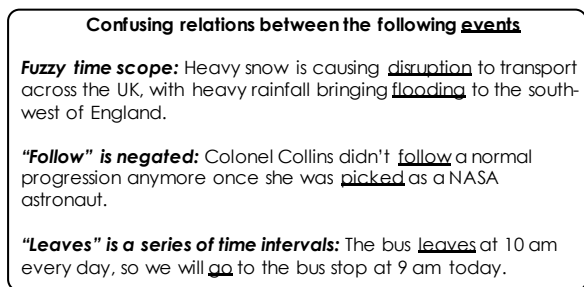 Confusing relations between the following events
Fuzzy time scope: Heavy snow is causing disruption to transport
across the UK, with heavy rainfall bringing flooding to the south-
west of England.
“Follow” is negated: Colonel Collins didn’t follow a normal
progression anymore once she was picked as a NASA
astronaut.
“Leaves” is a series of time intervals: The bus leaves at 10 am
every day, so we will go to the bus stop at 9 am today.